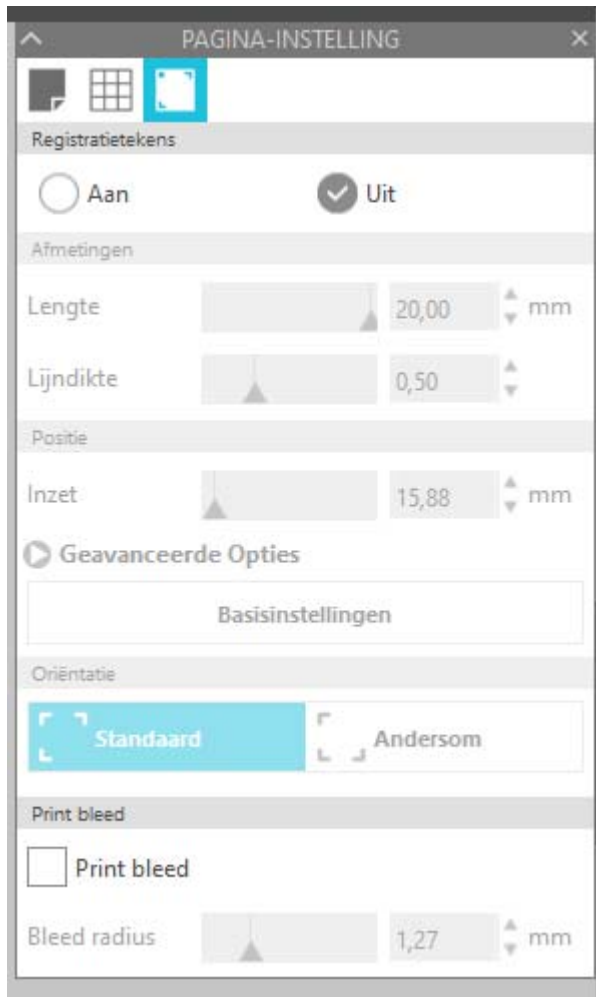 PAGINA-INSTELLING
Registratietekens
Aan Uit
Afmetingen
Lengte 20,00 mm
Lijndikte 0,50
Positie
Inzet 15,88 mm
Geavanceerde Opties
Basisinstellingen
Oriëntatie
Standaard Andersom
Print bleed
Print bleed
Bleed radius 1,27 mm